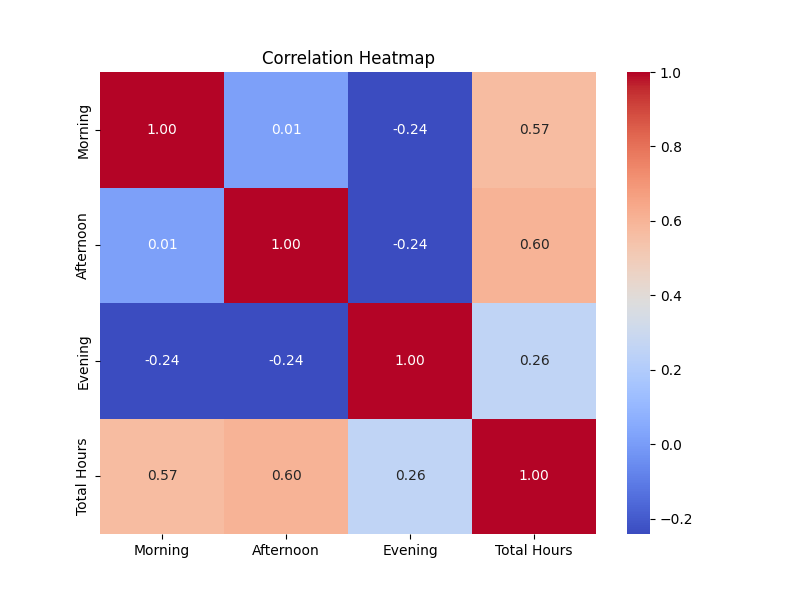 Correlation Heatmap
Morning
1.00 0.01 -0.24 0.57
Afternoon
0.01 1.00 -0.24 0.60
Evening
-0.24 -0.24 1.00 0.26
Total Hours
0.57 0.60 0.26 1.00
Morning Afternoon Evening Total Hours
1.0
0.8
0.6
0.4
0.2
0.0
−0.2